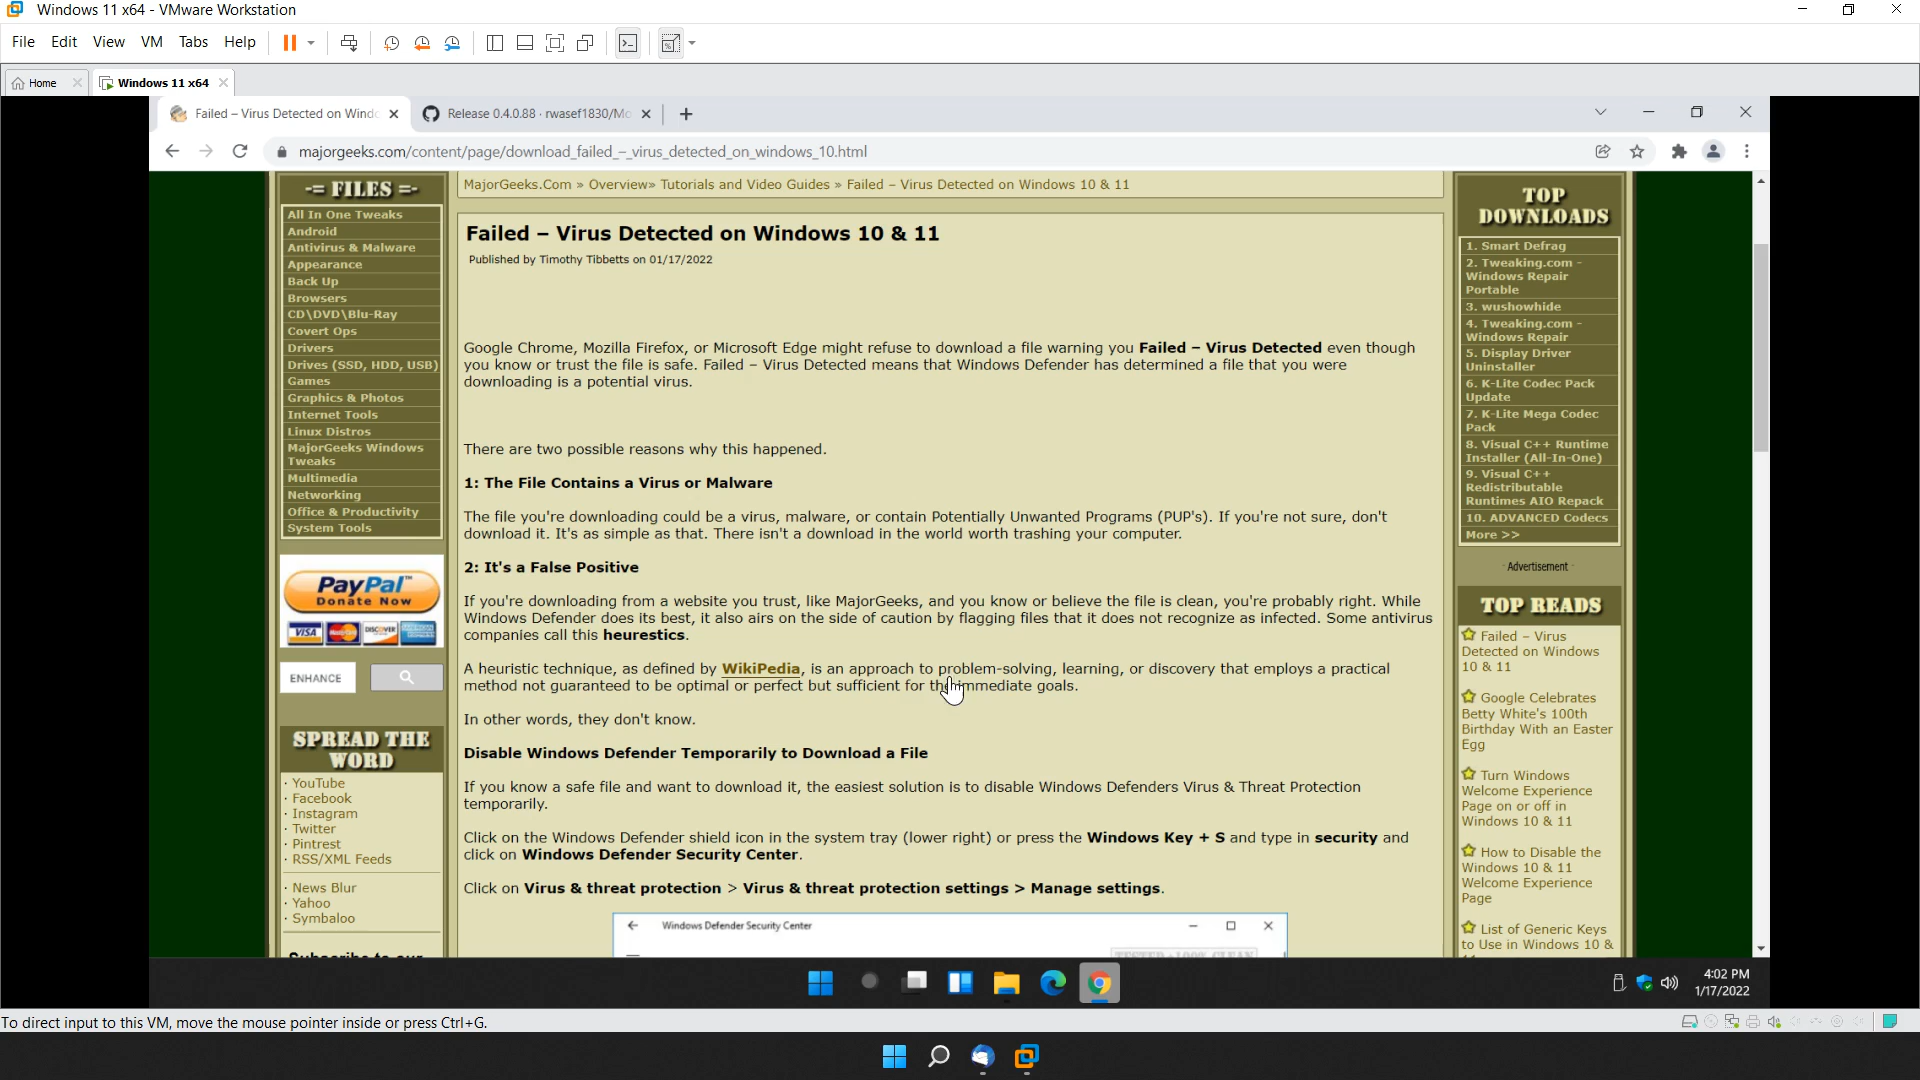 Windows 11 x64 - VMware Workstation
File Edit View VM Tabs Help
Home
Windows 11 x64
Failed – Virus Detected on Windo
Release 0.4.0.88 · rwasef1830/Mo
majorgeeks.com/content/page/download_failed_–_virus_detected_on_windows_10.html
-= FILES =-
All In One Tweaks
Android
Antivirus & Malware
Appearance
Back Up
Browsers
CD\DVD\Blu-Ray
Covert Ops
Drivers
Drives (SSD, HDD, USB)
Games
Graphics & Photos
Internet Tools
Linux Distros
MajorGeeks Windows
Tweaks
Multimedia
Networking
Office & Productivity
System Tools
PayPal™
Donate Now
VISA
MasterCard
DISCOVER
ENHANCE
SPREAD THE
WORD
· YouTube
· Facebook
· Instagram
· Twitter
· Pintrest
· RSS/XML Feeds
· News Blur
· Yahoo
· Symbaloo
Subscribe to our
MajorGeeks.Com » Overview» Tutorials and Video Guides » Failed – Virus Detected on Windows 10 & 11
Failed – Virus Detected on Windows 10 & 11
Published by Timothy Tibbetts on 01/17/2022
Google Chrome, Mozilla Firefox, or Microsoft Edge might refuse to download a file warning you Failed – Virus Detected even though
you know or trust the file is safe. Failed – Virus Detected means that Windows Defender has determined a file that you were
downloading is a potential virus.
There are two possible reasons why this happened.
1: The File Contains a Virus or Malware
The file you're downloading could be a virus, malware, or contain Potentially Unwanted Programs (PUP's). If you're not sure, don't
download it. It's as simple as that. There isn't a download in the world worth trashing your computer.
2: It's a False Positive
If you're downloading from a website you trust, like MajorGeeks, and you know or believe the file is clean, you're probably right. While
Windows Defender does its best, it also airs on the side of caution by flagging files that it does not recognize as infected. Some antivirus
companies call this heurestics.
A heuristic technique, as defined by WikiPedia, is an approach to problem-solving, learning, or discovery that employs a practical
method not guaranteed to be optimal or perfect but sufficient for the immediate goals.
In other words, they don't know.
Disable Windows Defender Temporarily to Download a File
If you know a safe file and want to download it, the easiest solution is to disable Windows Defenders Virus & Threat Protection
temporarily.
Click on the Windows Defender shield icon in the system tray (lower right) or press the Windows Key + S and type in security and
click on Windows Defender Security Center.
Click on Virus & threat protection > Virus & threat protection settings > Manage settings.
Windows Defender Security Center
TESTED +100% CLEAN
TOP
DOWNLOADS
1. Smart Defrag
2. Tweaking.com -
Windows Repair
Portable
3. wushowhide
4. Tweaking.com -
Windows Repair
5. Display Driver
Uninstaller
6. K-Lite Codec Pack
Update
7. K-Lite Mega Codec
Pack
8. Visual C++ Runtime
Installer (All-In-One)
9. Visual C++
Redistributable
Runtimes AIO Repack
10. ADVANCED Codecs
More >>
- Advertisement -
TOP READS
Failed – Virus
Detected on Windows
10 & 11
Google Celebrates
Betty White's 100th
Birthday With an Easter
Egg
Turn Windows
Welcome Experience
Page on or off in
Windows 10 & 11
How to Disable the
Windows 10 & 11
Welcome Experience
Page
List of Generic Keys
to Use in Windows 10 &
4:02 PM
1/17/2022
To direct input to this VM, move the mouse pointer inside or press Ctrl+G.